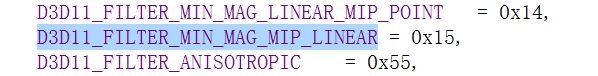 D3D11_FILTER_MIN_MAG_LINEAR_MIP_POINT = 0x14,
D3D11_FILTER_MIN_MAG_MIP_LINEAR = 0x15,
D3D11_FILTER_ANISOTROPIC = 0x55,